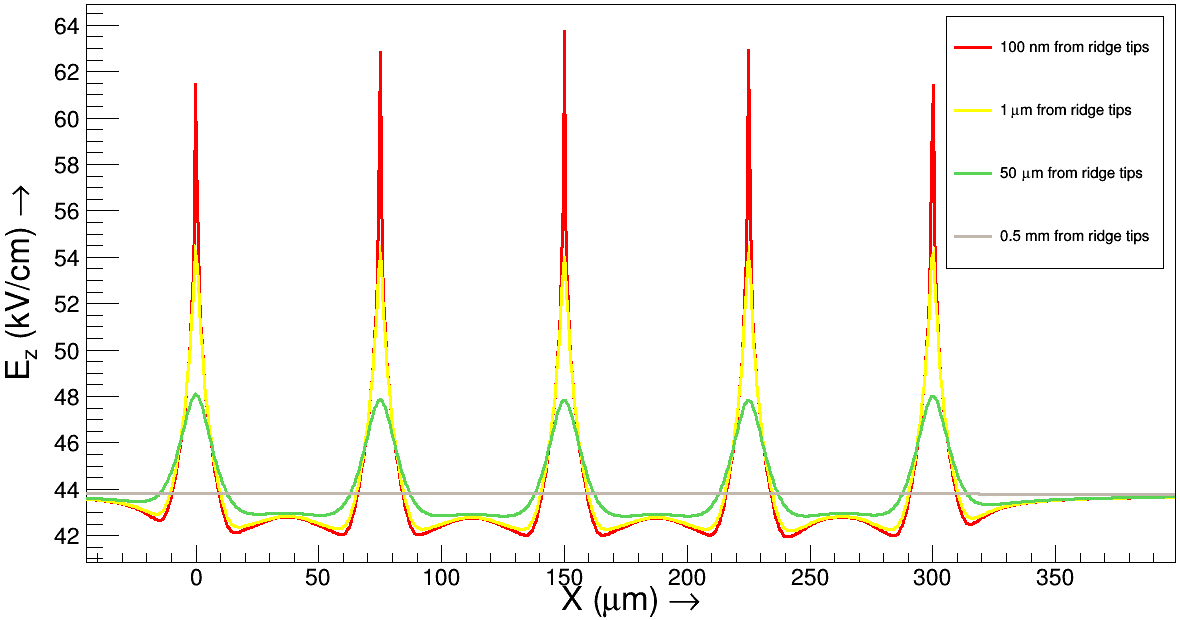 64
62
60
58
56
54
52
50
48
46
44
42
E_z (kV/cm) →
100 nm from ridge tips
1 μm from ridge tips
50 μm from ridge tips
0.5 mm from ridge tips
0 50 100 150 200 250 300 350
X (μm) →